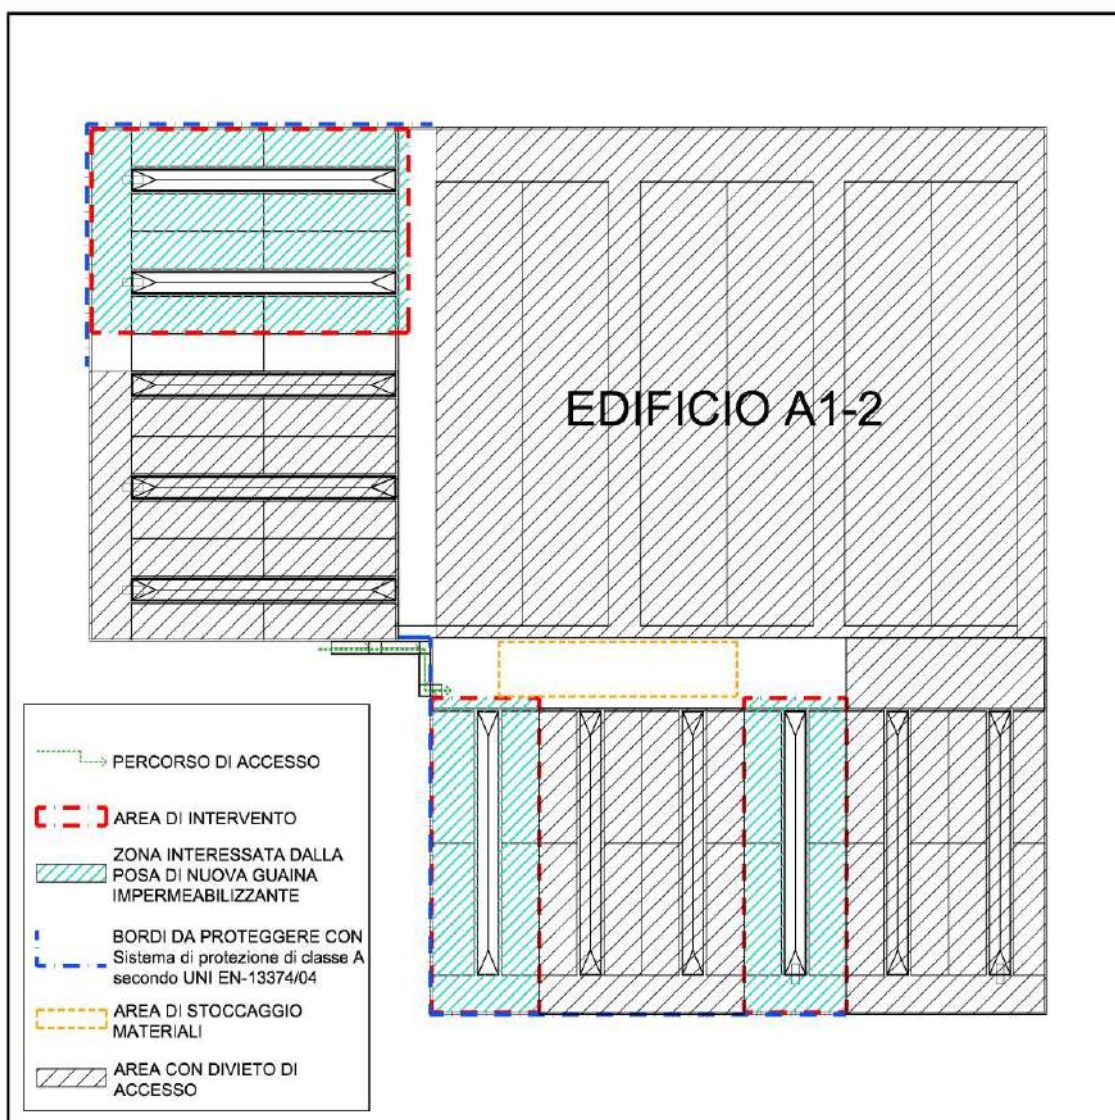 EDIFICIO A1-2
PERCORSO DI ACCESSO
AREA DI INTERVENTO
ZONA INTERESSATA DALLA
POSA DI NUOVA GUAINA
IMPERMEABILIZZANTE
BORDI DA PROTEGGERE CON
Sistema di protezione di classe A
secondo UNI EN-13374/04
AREA DI STOCCAGGIO
MATERIALI
AREA CON DIVIETO DI
ACCESSO